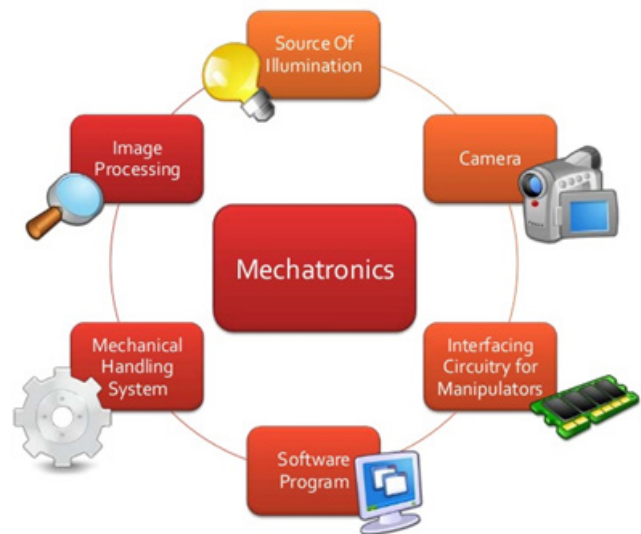 Source Of
Illumination
Image
Processing
Camera
Mechatronics
Mechanical
Handling
System
Interfacing
Circuitry for
Manipulators
Software
Program